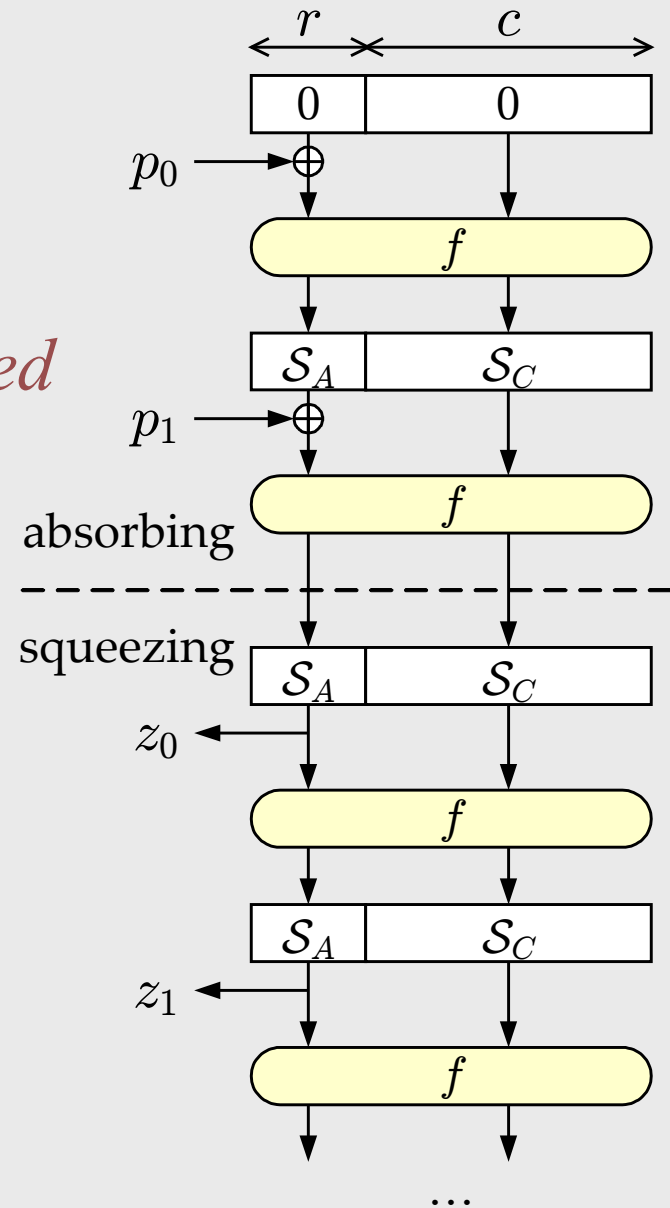 r c
0 0
p₀ ⊕
f
𝒮_A 𝒮_C
ed
p₁ ⊕
f
absorbing
squeezing
𝒮_A 𝒮_C
z₀
f
𝒮_A 𝒮_C
z₁
f
...